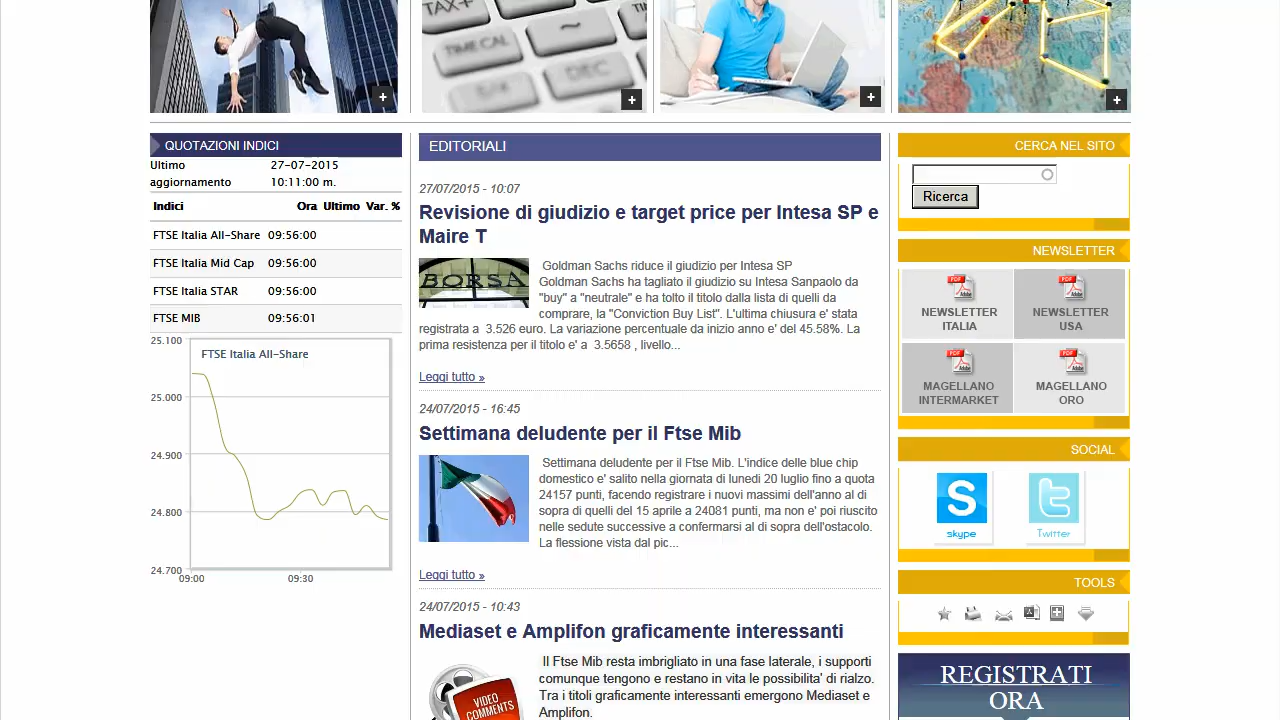 TAX+
TIME CAL
~
DEC
+
+
+
+
QUOTAZIONI INDICI
Ultimo aggiornamento 27-07-2015 10:11:00 m.
Indici Ora Ultimo Var. %
FTSE Italia All-Share 09:56:00
FTSE Italia Mid Cap 09:56:00
FTSE Italia STAR 09:56:00
FTSE MIB 09:56:01
FTSE Italia All-Share
25.100
25.000
24.900
24.800
24.700
09:00 09:30
EDITORIALI
27/07/2015 - 10:07
Revisione di giudizio e target price per Intesa SP e
Maire T
BORSA
Goldman Sachs riduce il giudizio per Intesa SP
Goldman Sachs ha tagliato il giudizio su Intesa Sanpaolo da
"buy" a "neutrale" e ha tolto il titolo dalla lista di quelli da
comprare, la "Conviction Buy List". L'ultima chiusura e' stata
registrata a 3.526 euro. La variazione percentuale da inizio anno e' del 45.58%. La
prima resistenza per il titolo e' a 3.5658 , livello...
Leggi tutto »
24/07/2015 - 16:45
Settimana deludente per il Ftse Mib
Settimana deludente per il Ftse Mib. L'indice delle blue chip
domestico e' salito nella giornata di lunedi 20 luglio fino a quota
24157 punti, facendo registrare i nuovi massimi dell'anno al di
sopra di quelli del 15 aprile a 24081 punti, ma non e' poi riuscito
nelle sedute successive a confermarsi al di sopra dell'ostacolo.
La flessione vista dal pic...
Leggi tutto »
24/07/2015 - 10:43
Mediaset e Amplifon graficamente interessanti
VIDEO
COMMENTS
Il Ftse Mib resta imbrigliato in una fase laterale, i supporti
comunque tengono e restano in vita le possibilita' di rialzo.
Tra i titoli graficamente interessanti emergono Mediaset e
Amplifon.
CERCA NEL SITO
Ricerca
NEWSLETTER
PDF Adobe
NEWSLETTER
ITALIA
PDF Adobe
NEWSLETTER
USA
PDF Adobe
MAGELLANO
INTERMARKET
PDF Adobe
MAGELLANO
ORO
SOCIAL
S
skype
t
Twitter
TOOLS
REGISTRATI
ORA